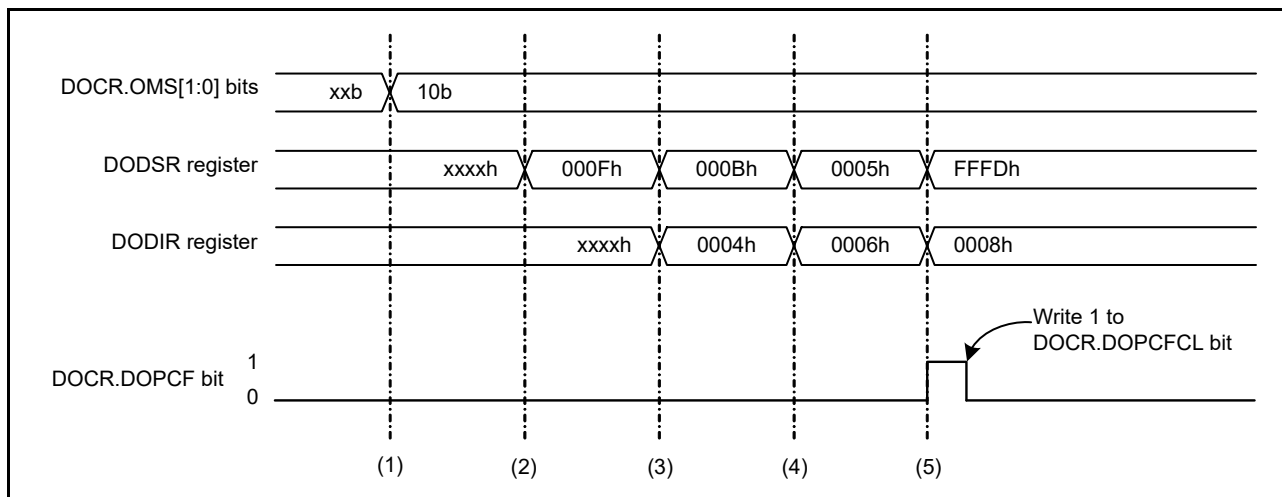 DOCR.OMS[1:0] bits xxb 10b
DODSR register xxxxh 000Fh 000Bh 0005h FFFDh
DODIR register xxxxh 0004h 0006h 0008h
Write 1 to
DOCR.DOPCFCL bit
1
DOCR.DOPCF bit
0
(1) (2) (3) (4) (5)